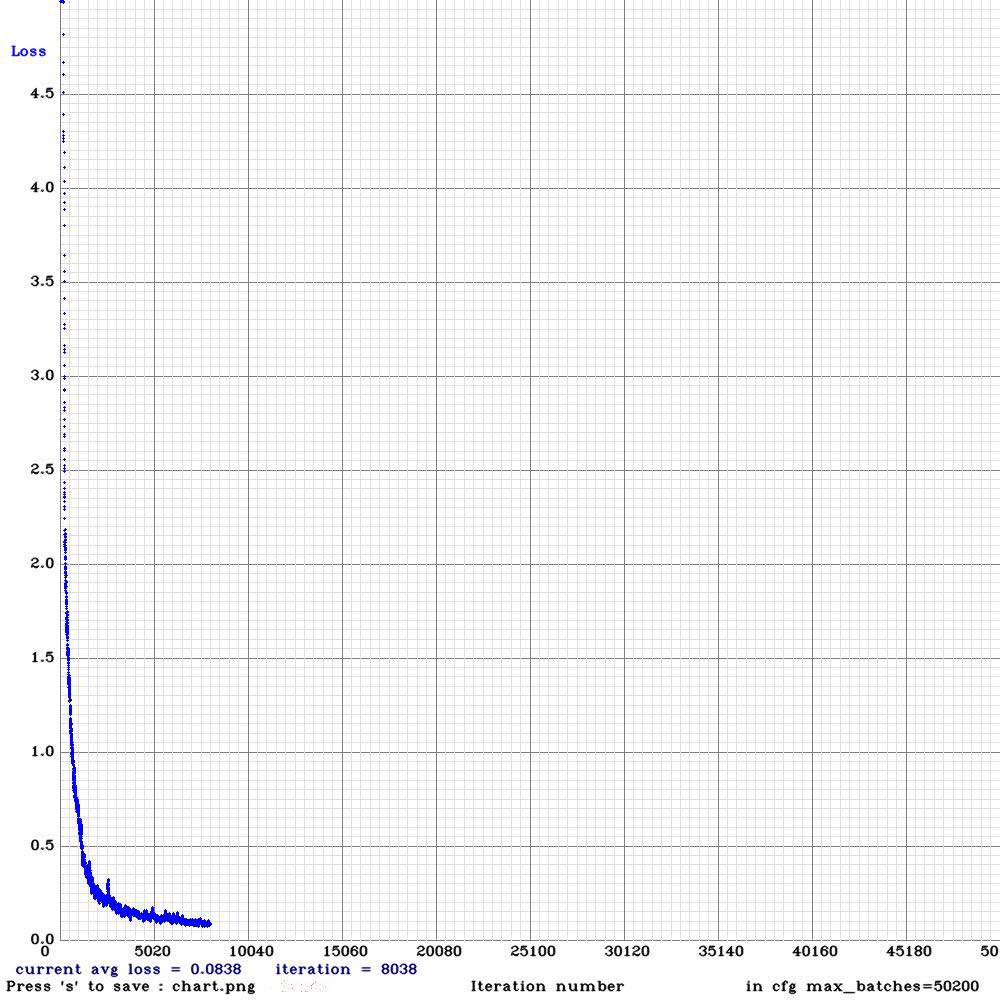 Loss
4.5
4.0
3.5
3.0
2.5
2.0
1.5
1.0
0.5
0.0
0 5020 10040 15060 20080 25100 30120 35140 40160 45180 50
current avg loss = 0.0838 iteration = 8038
Press 's' to save : chart.png Iteration number in cfg max_batches=50200